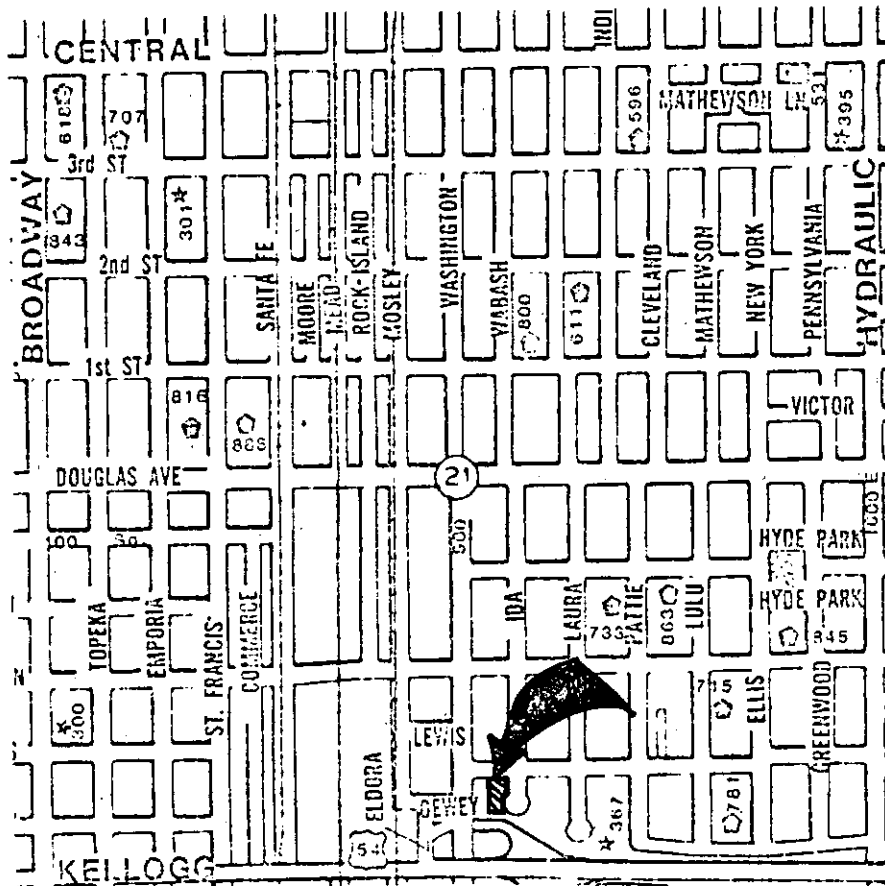 CENTRAL
INDI
618
707
596
MATHEWSON LN
531
395
3rd ST
BROADWAY
843
301
2nd ST
SANTA FE
MOORE
MEAD
ROCK-ISLAND
MOSLEY
WASHINGTON
WABASH
800
611
CLEVELAND
MATHEWSON
NEW YORK
PENNSYLVANIA
HYDRAULIC
1st ST
816
VICTOR
DOUGLAS AVE
21
HYDE PARK
TOPEKA
EMPORIA
ST. FRANCIS
COMMERCE
IDA
LAURA
733
PATTIE
863
LULU
HYDE PARK
845
300
ELDORA
LEWIS
ELLIS
GREENWOOD
DEWEY
367
781
54
KELLOGG